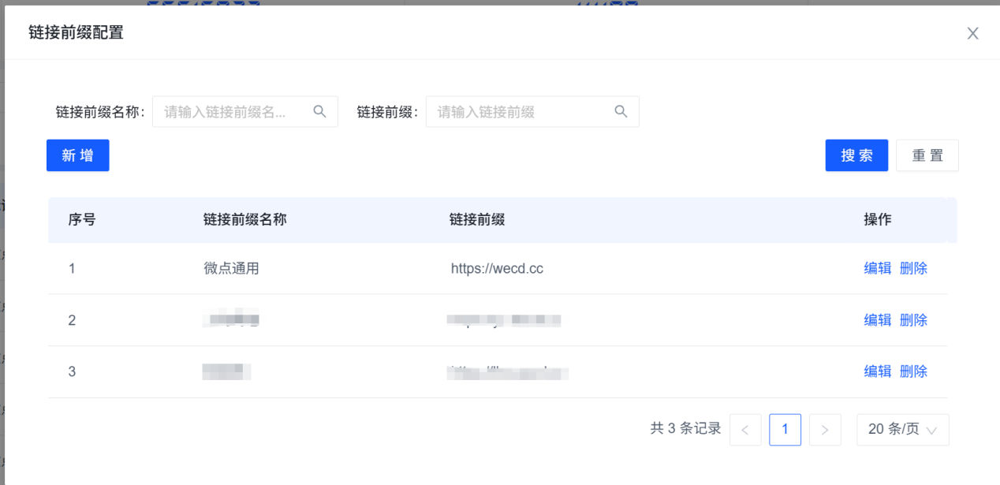 链接前缀配置
链接前缀名称: 请输入链接前缀名... 链接前缀: 请输入链接前缀
新增 搜索 重置
序号 链接前缀名称 链接前缀 操作
1 微点通用 https://wecd.cc 编辑 删除
2 编辑 删除
3 编辑 删除
共 3 条记录 < 1 > 20 条/页